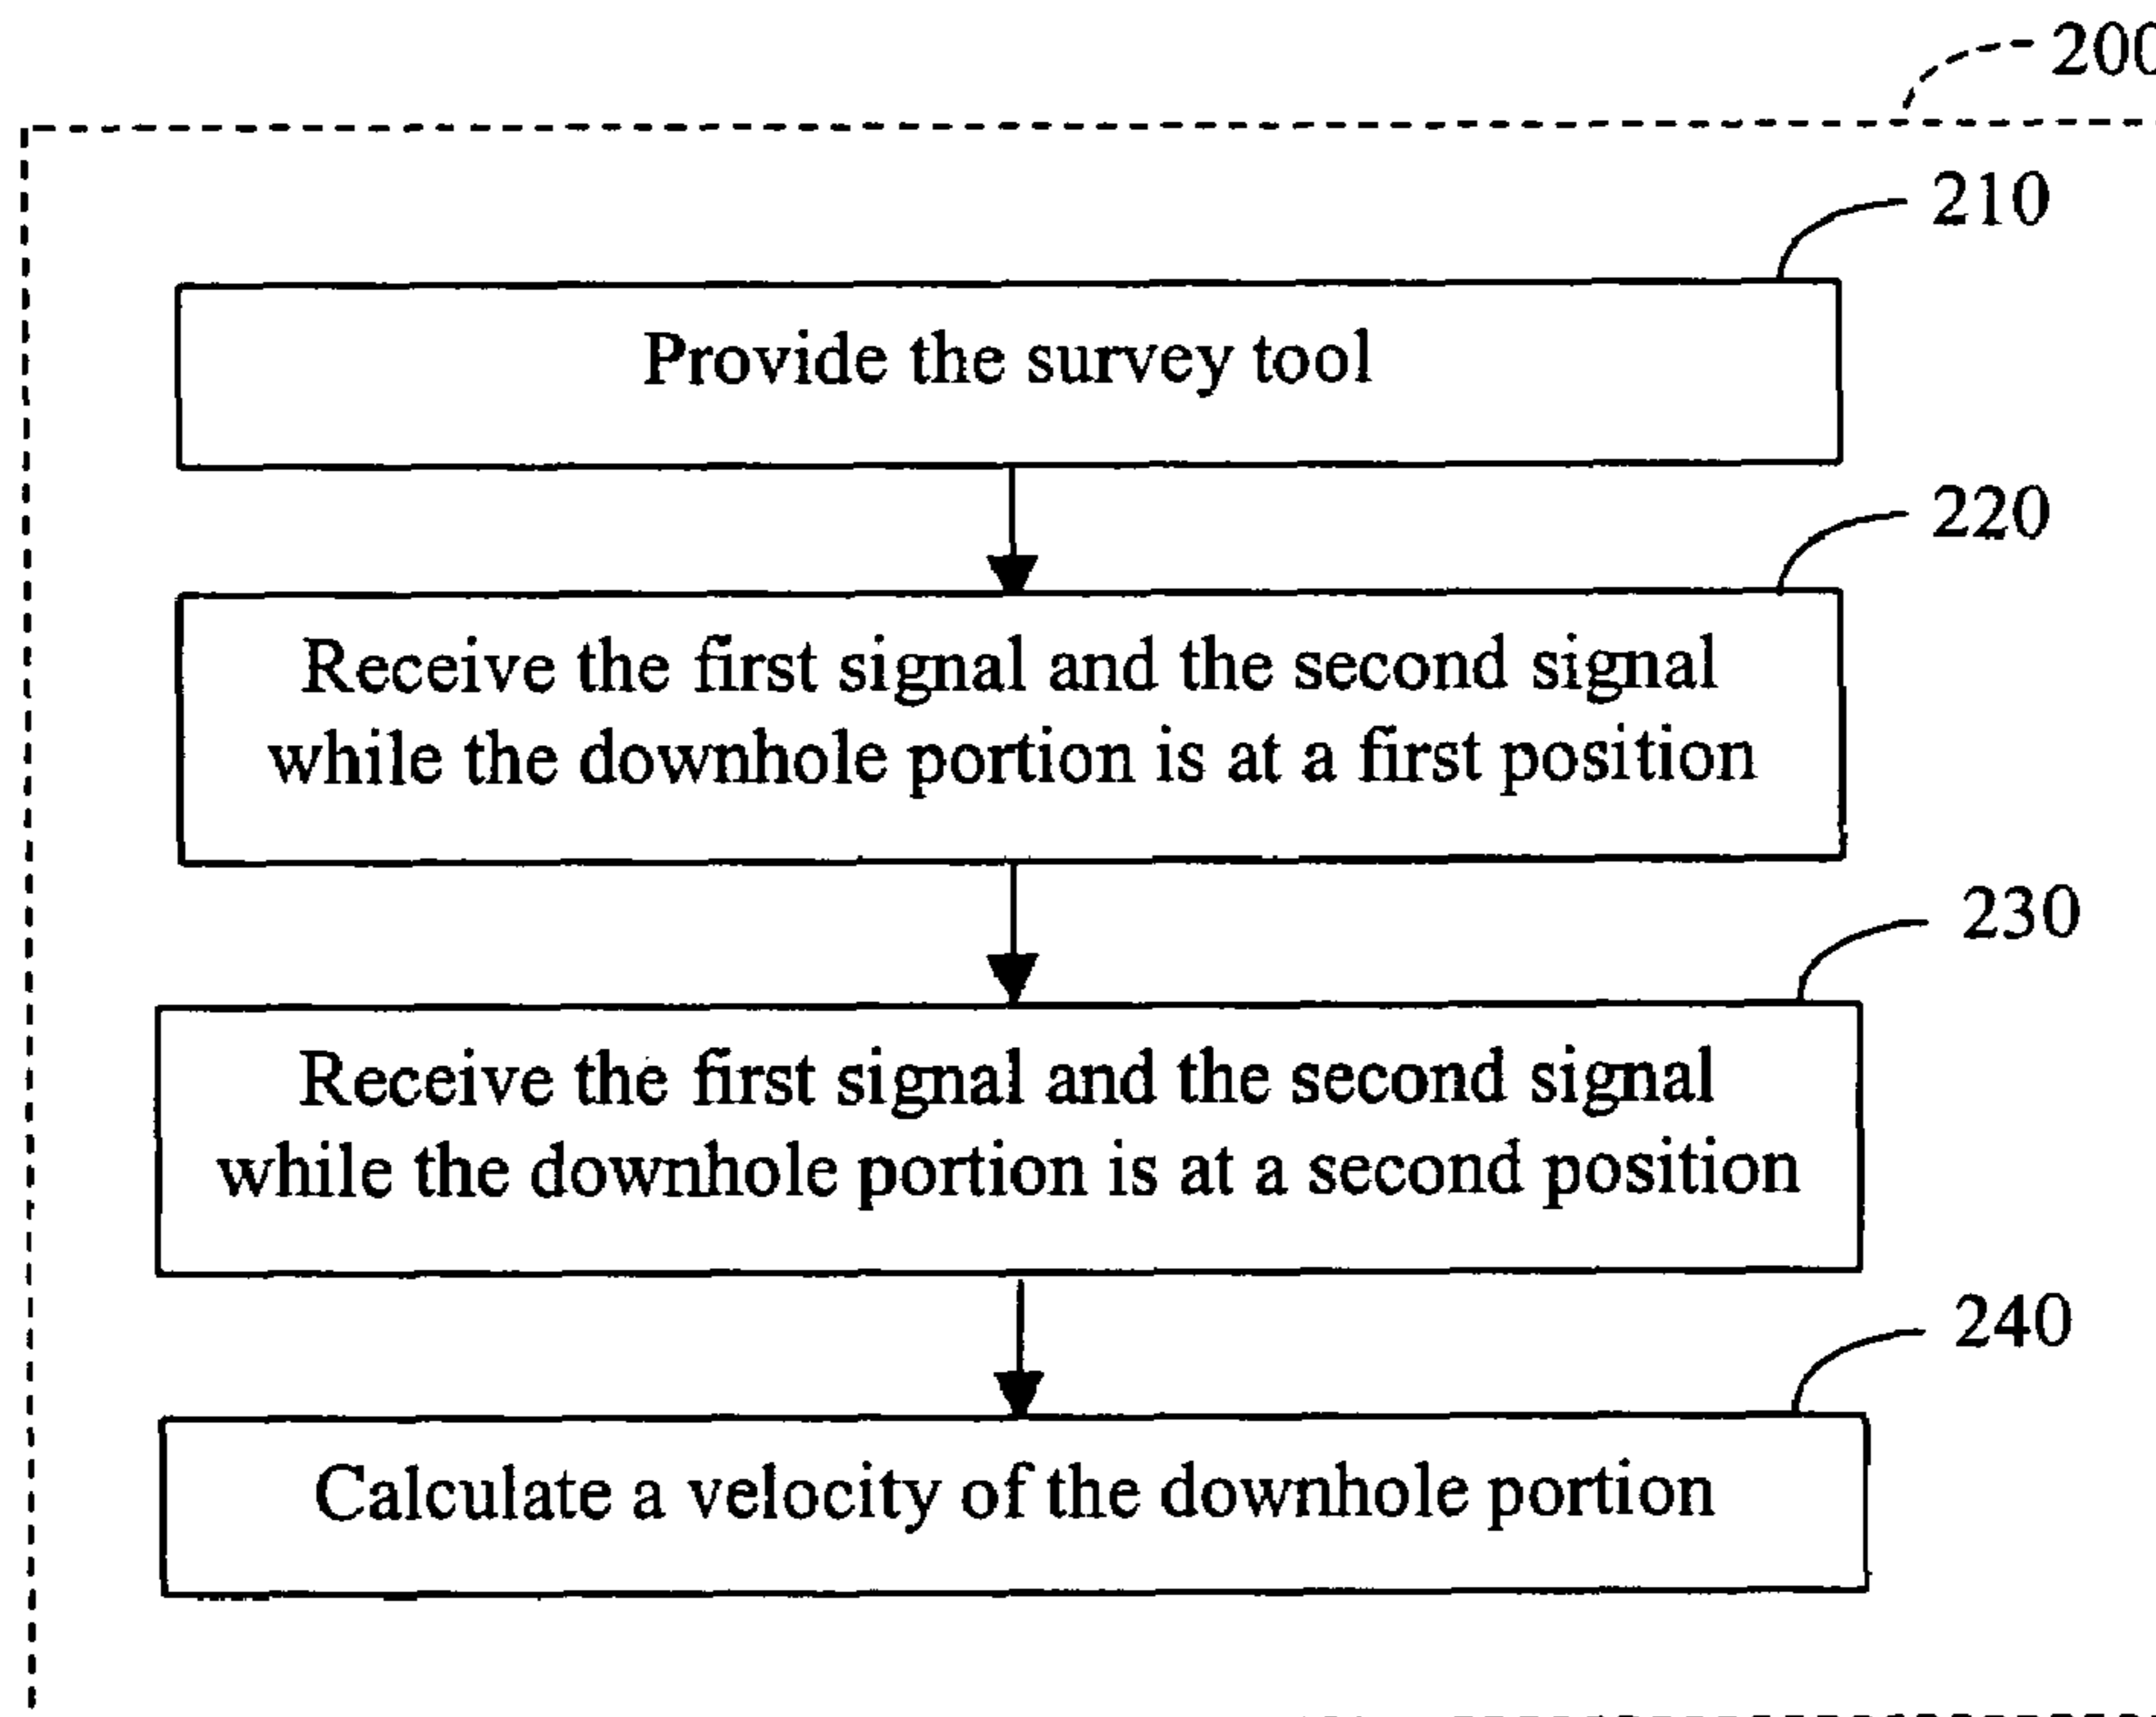 200
210
Provide the survey tool
220
Receive the first signal and the second signal
while the downhole portion is at a first position
230
Receive the first signal and the second signal
while the downhole portion is at a second position
240
Calculate a velocity of the downhole portion